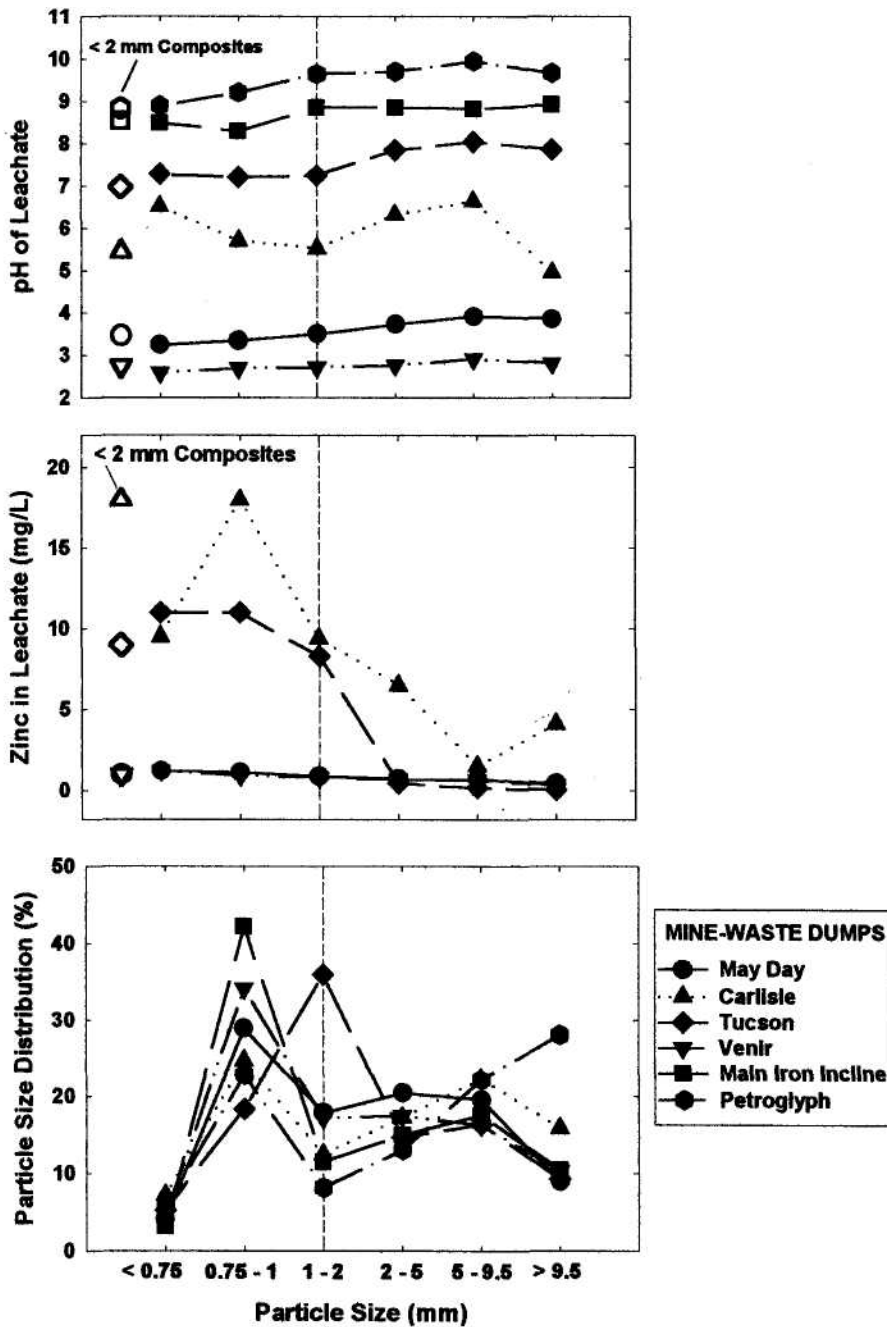 11
10
9
8
7
6
5
4
3
2
pH of Leachate
< 2 mm Composites
20
15
10
5
0
Zinc in Leachate (mg/L)
< 2 mm Composites
50
40
30
20
10
0
Particle Size Distribution (%)
< 0.75
0.75 - 1
1 - 2
2 - 5
5 - 9.5
> 9.5
Particle Size (mm)
MINE-WASTE DUMPS
May Day
Carlisle
Tucson
Venir
Main Iron Incline
Petroglyph